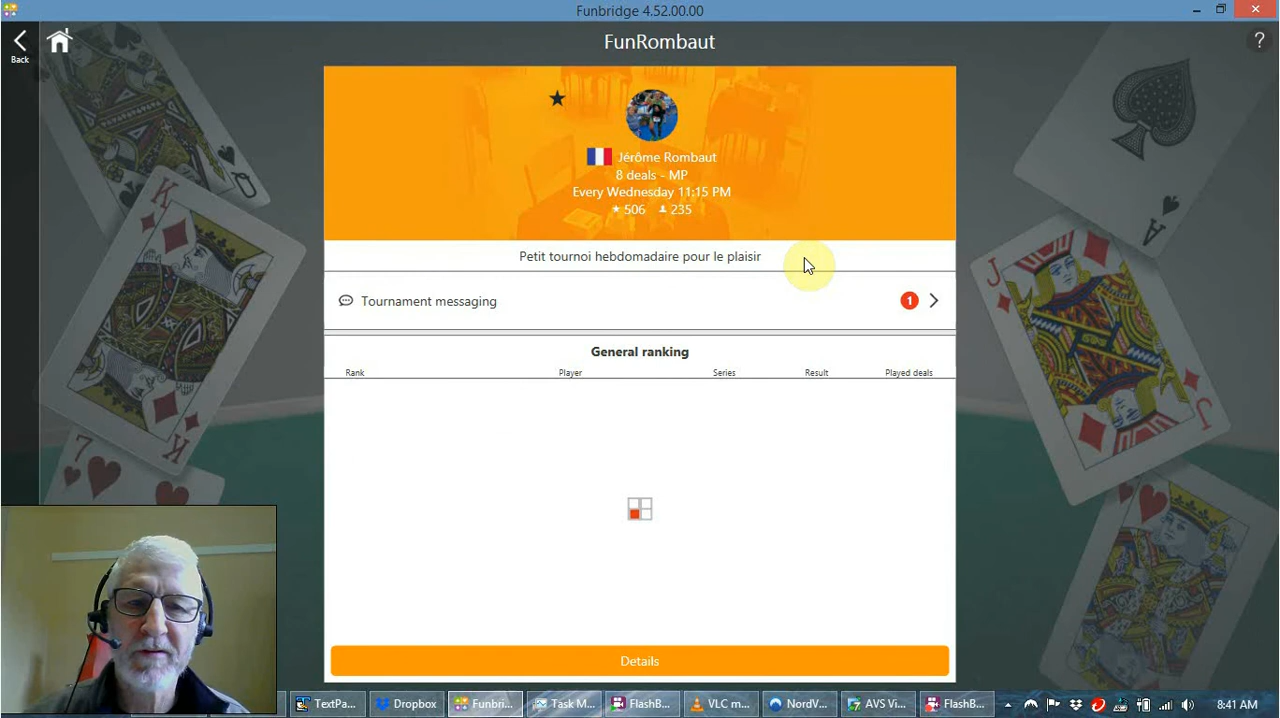 Funbridge 4.52.00.00
Back
FunRombaut
?
Jérôme Rombaut
8 deals - MP
Every Wednesday 11:15 PM
506 235
Petit tournoi hebdomadaire pour le plaisir
Tournament messaging 1
General ranking
Rank Player Series Result Played deals
Details
TextPa... Dropbox Funbri... Task M... FlashB... VLC m... NordV... AVS Vi... FlashB... 8:41 AM
K
Q
A
J
J
7
K